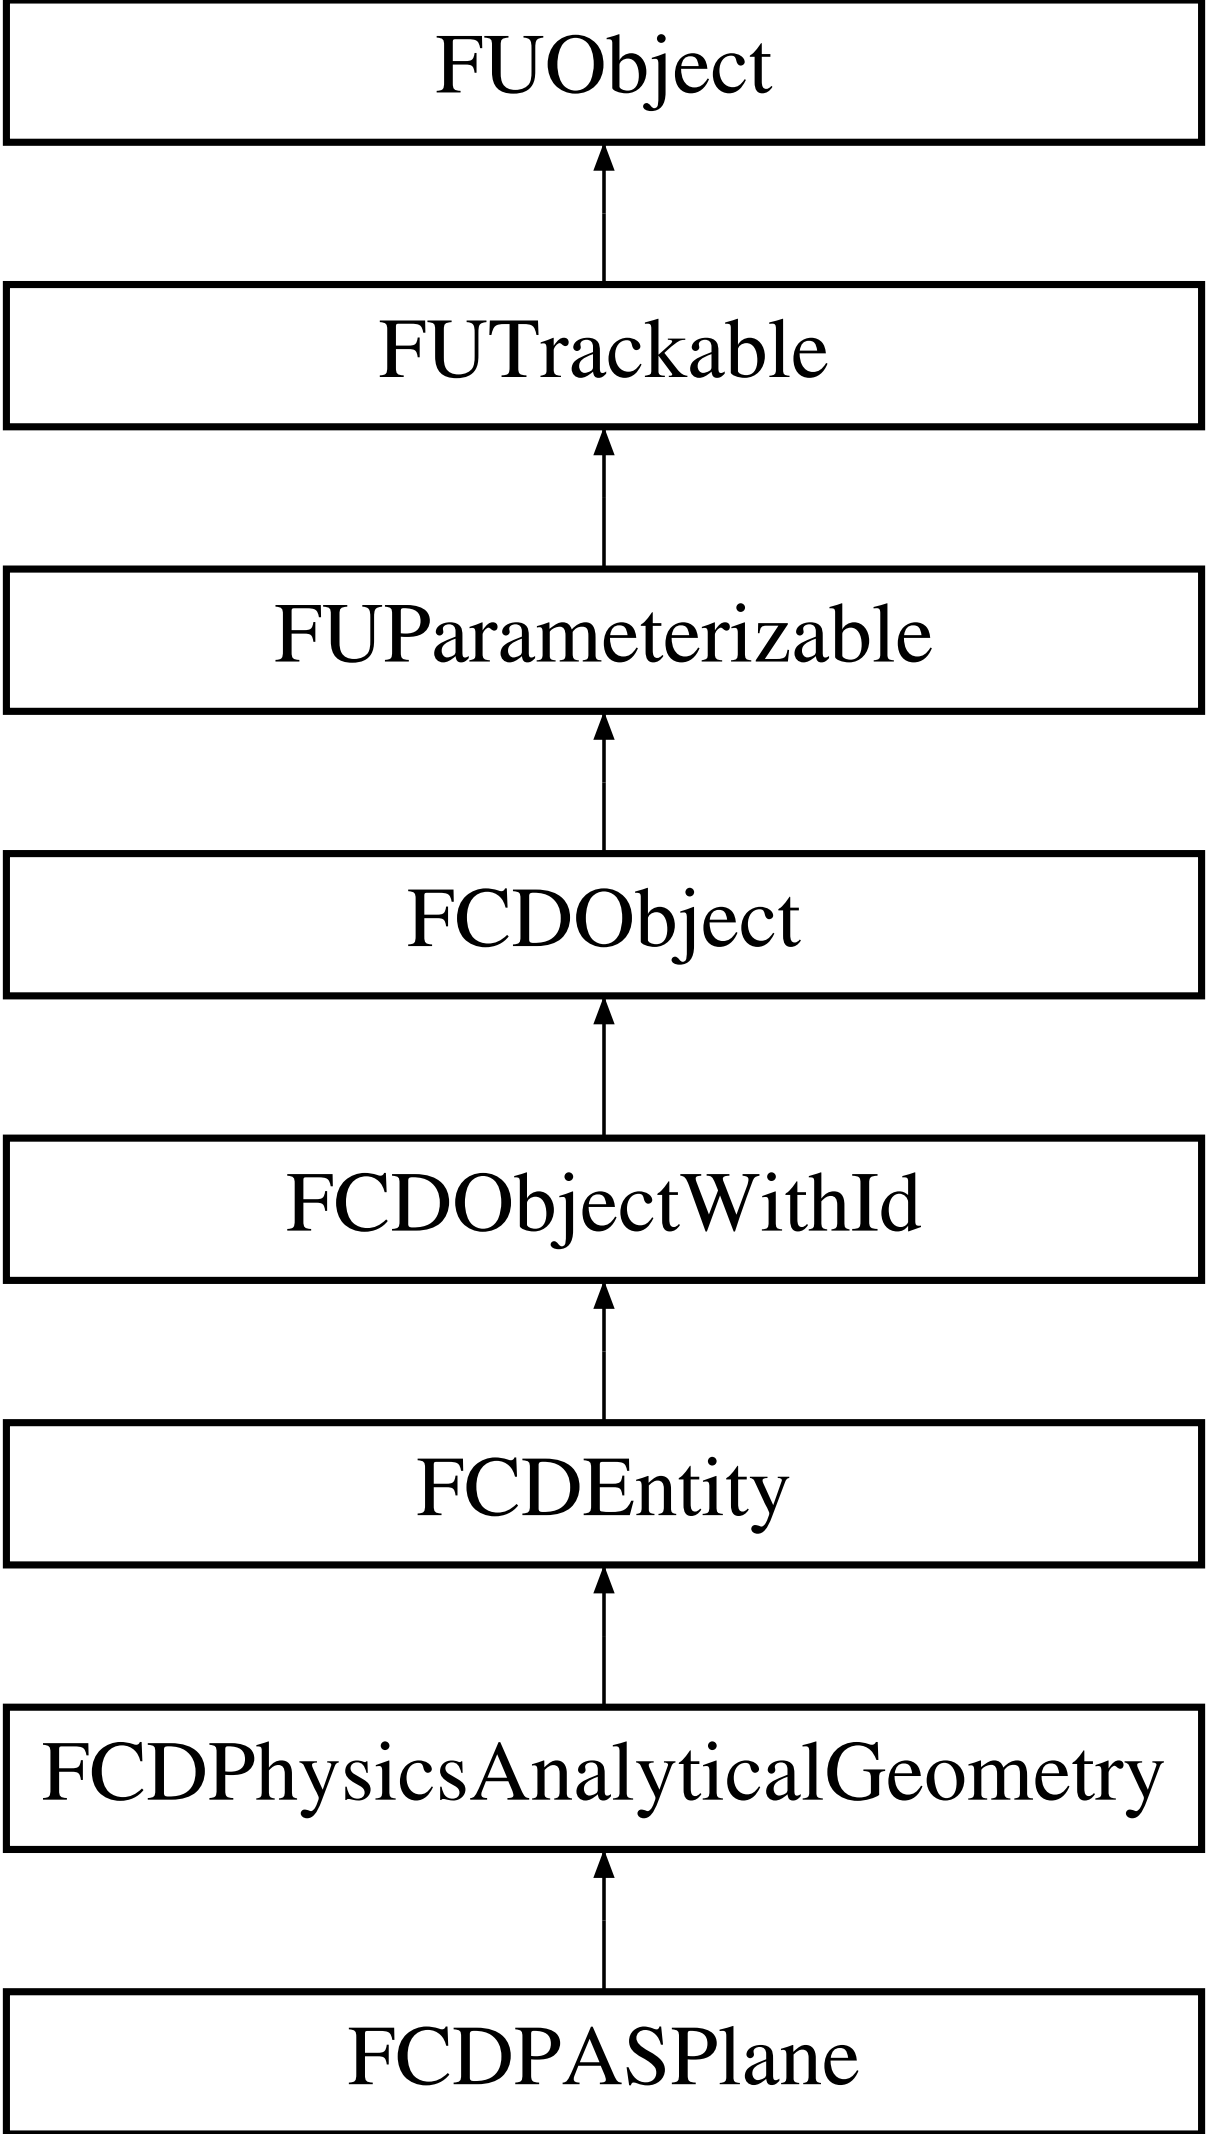 FUObject
FUTrackable
FUParameterizable
FCDObject
FCDObjectWithId
FCDEntity
FCDPhysicsAnalyticalGeometry
FCDPASPlane